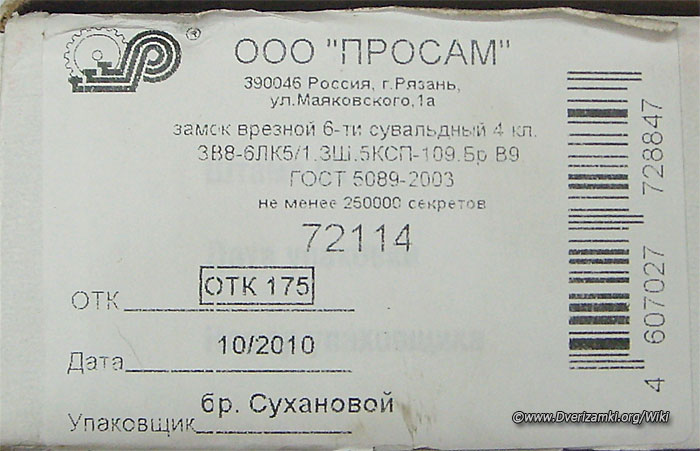 ®
ООО "ПРОСАМ"
390046 Россия, г.Рязань,
ул.Маяковского,1а
замок врезной 6-ти сувальдный 4 кл.
ЗВ8-6ЛК5/1.3Ш.5КСП-109.Бр В9
ГОСТ 5089-2003
не менее 250000 секретов
72114
ОТК ОТК 175
Дата 10/2010
Упаковщик бр. Сухановой
4 607027 728847
©www.Dverizamki.org/Wiki